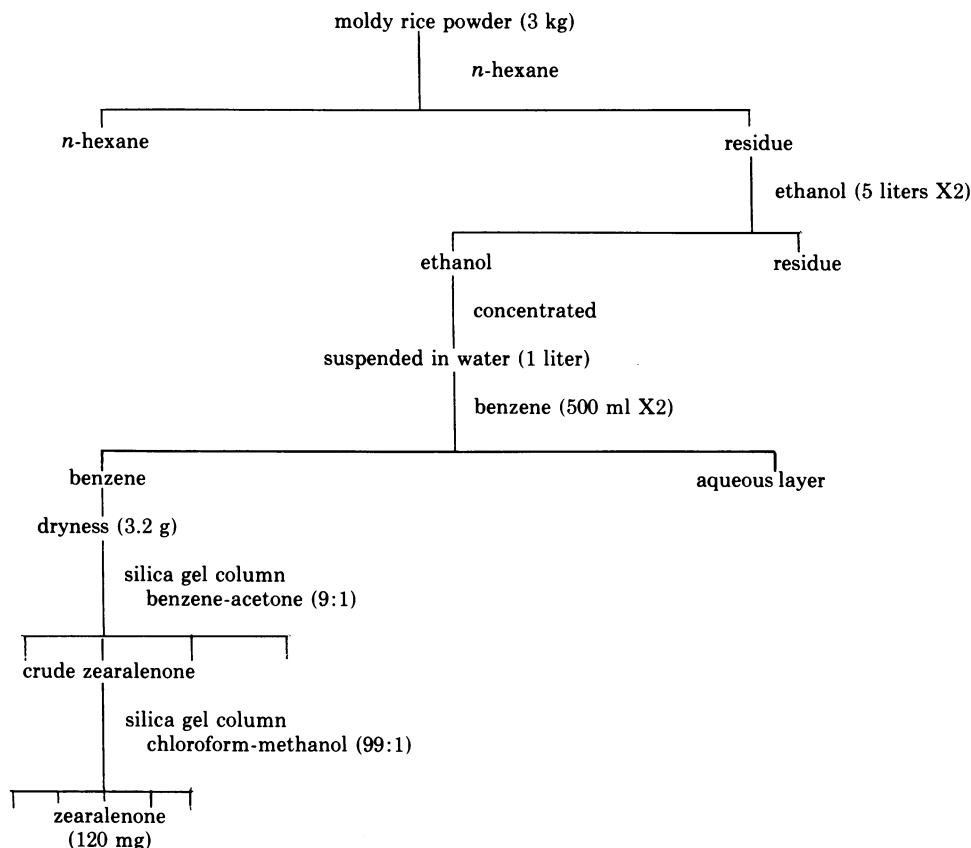 moldy rice powder (3 kg)
n-hexane
n-hexane
residue
ethanol (5 liters X2)
ethanol
residue
concentrated
suspended in water (1 liter)
benzene (500 ml X2)
benzene
aqueous layer
dryness (3.2 g)
silica gel column
benzene-acetone (9:1)
crude zearalenone
silica gel column
chloroform-methanol (99:1)
zearalenone
(120 mg)